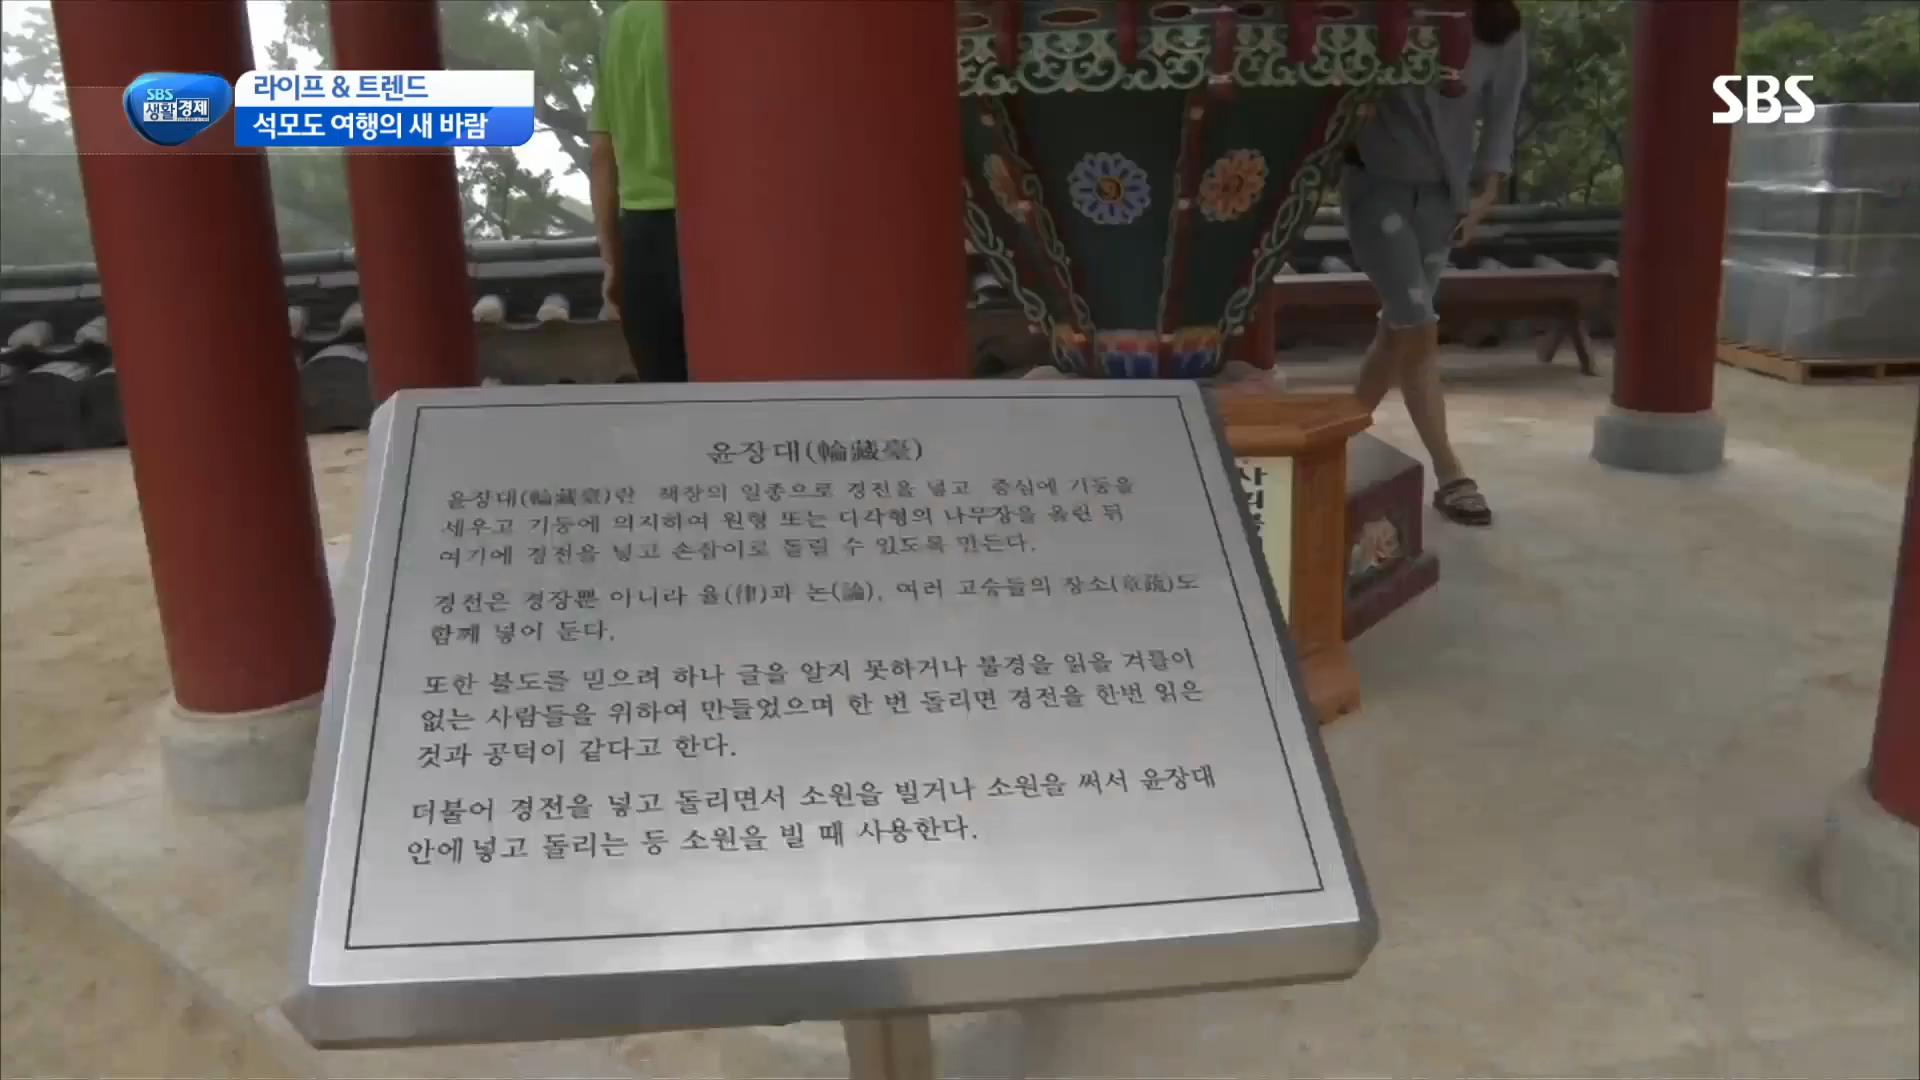 SBS
생활경제
라이프 & 트렌드
석모도 여행의 새 바람
SBS
윤장대(輪藏臺)
윤장대(輪藏臺)란 책장의 일종으로 경전을 넣고 중심에 기둥을
세우고 기둥에 의지하여 원형 또는 다각형의 나무장을 올린 뒤
여기에 경전을 넣고 손잡이로 돌릴 수 있도록 만든다.
경전은 경장뿐 아니라 율(律)과 논(論), 여러 고승들의 장소(章疏)도
함께 넣어 둔다.
또한 불도를 믿으려 하나 글을 알지 못하거나 불경을 읽을 겨를이
없는 사람들을 위하여 만들었으며 한 번 돌리면 경전을 한번 읽은
것과 공덕이 같다고 한다.
더불어 경전을 넣고 돌리면서 소원을 빌거나 소원을 써서 윤장대
안에 넣고 돌리는 등 소원을 빌 때 사용한다.